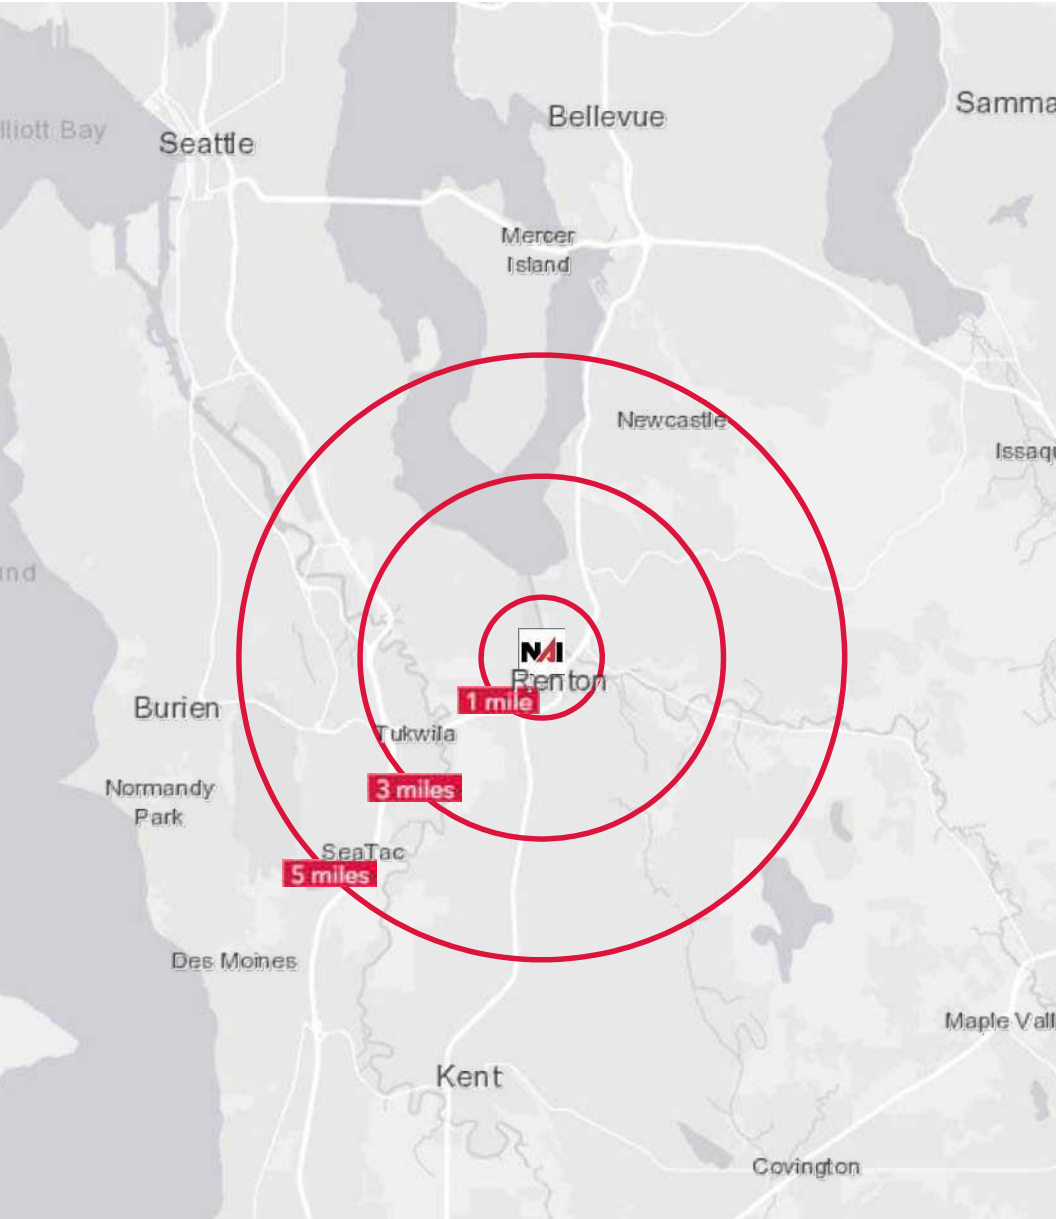 Samma
Bellevue
lliott Bay
Seattle
Mercer
Island
Newcastle
Issaqu
und
NAI
Renton
1 mile
Burien
Tukwila
Normandy
Park
3 miles
SeaTac
5 miles
Des Moines
Maple Vall
Kent
Covington